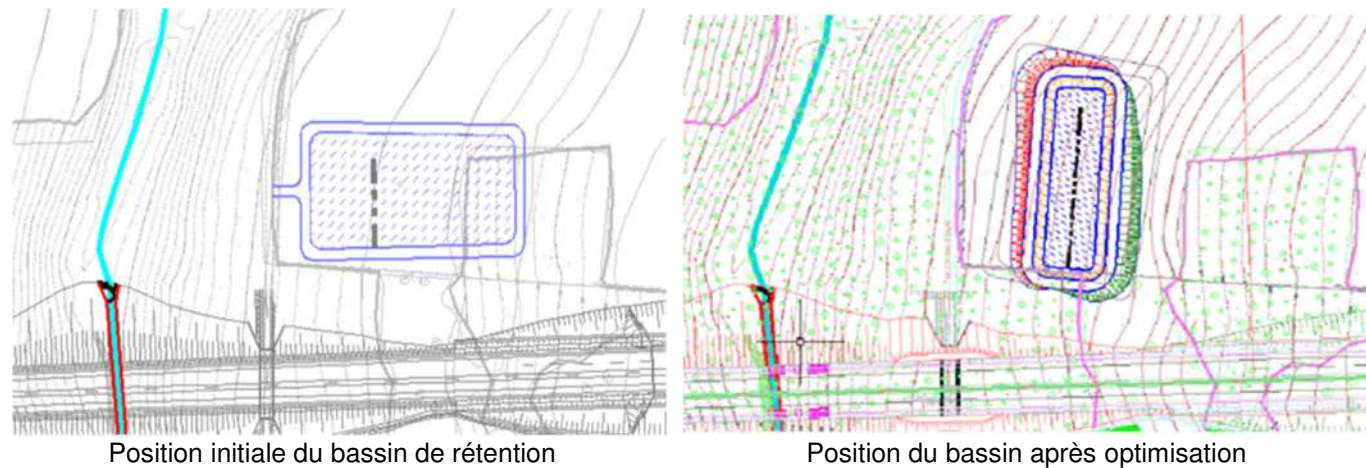 Position initiale du bassin de rétention
Position du bassin après optimisation